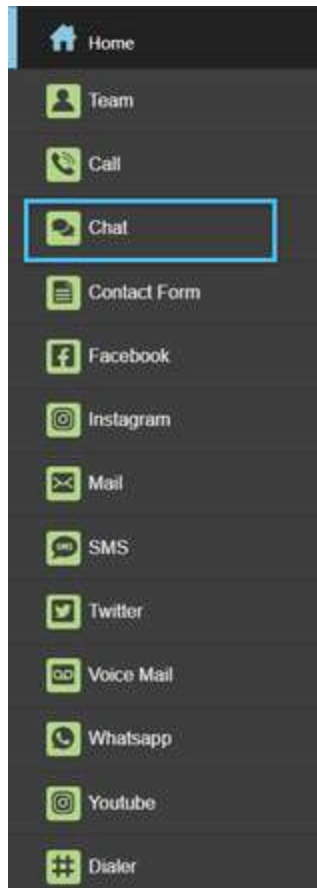 Home
Team
Call
Chat
Contact Form
Facebook
Instagram
Mail
SMS
Twitter
Voice Mail
Whatsapp
Youtube
Dialer